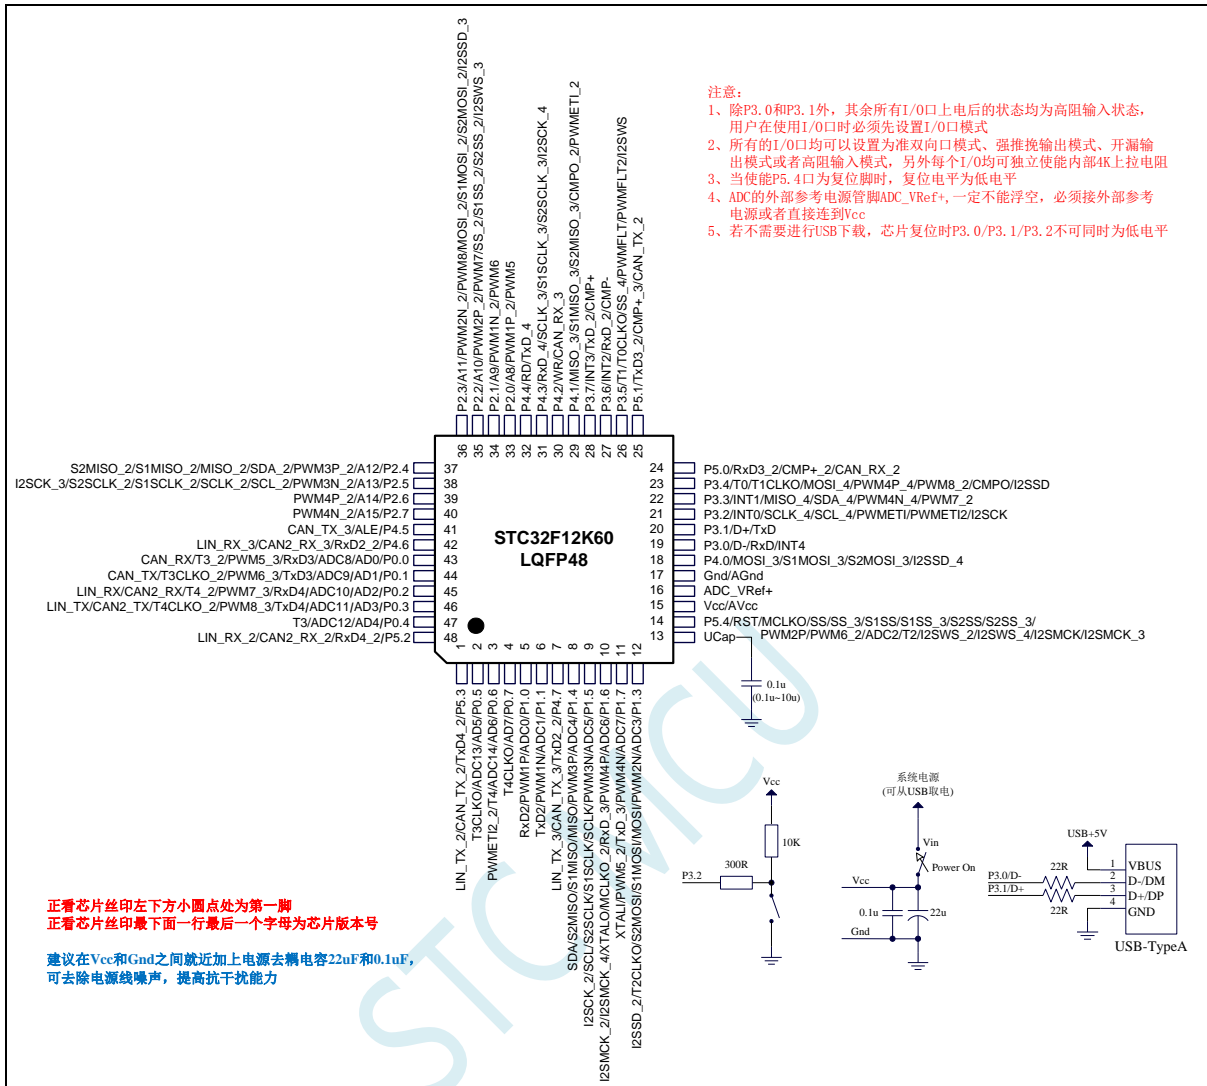 P2.3/A11/PWM2N_2/PWM8/MOSI_2/S1MOSI_2/S2MOSI_2/I2SSD_3
P2.2/A10/PWM2P_2/PWM7/SS_2/S1SS_2/S2SS_2/I2SWS_3
P2.1/A9/PWM1N_2/PWM6
P2.0/A8/PWM1P_2/PWM5
P4.4/RD/TxD_4
P4.3/RxD_4/SCLK_3/S1SCLK_3/S2SCLK_3/I2SCK_4
P4.2/WR/CAN_RX_3
P4.1/MISO_3/S1MISO_3/S2MISO_3/CMPO_2/PWMETI_2
P3.7/INT3/TxD_2/CMP+
P3.6/INT2/RxD_2/CMP-
P3.5/T1/T0CLKO/SS_4/PWMFLT/PWMFLT2/I2SWS
P5.1/TxD3_2/CMP+_3/CAN_TX_2
注意：
1、除P3.0和P3.1外，其余所有I/O口上电后的状态均为高阻输入状态，
用户在使用I/O口时必须先设置I/O口模式
2、所有的I/O口均可以设置为准双向口模式、强推挽输出模式、开漏输
出模式或者高阻输入模式，另外每个I/O均可独立使能内部4K上拉电阻
3、当使能P5.4口为复位脚时，复位电平为低电平
4、ADC的外部参考电源管脚ADC_VRef+,一定不能浮空，必须接外部参考
电源或者直接连到Vcc
5、若不需要进行USB下载，芯片复位时P3.0/P3.1/P3.2不可同时为低电平
36 35 34 33 32 31 30 29 28 27 26 25
S2MISO_2/S1MISO_2/MISO_2/SDA_2/PWM3P_2/A12/P2.4 37
I2SCK_3/S2SCLK_2/S1SCLK_2/SCLK_2/SCL_2/PWM3N_2/A13/P2.5 38
PWM4P_2/A14/P2.6 39
PWM4N_2/A15/P2.7 40
CAN_TX_3/ALE/P4.5 41
LIN_RX_3/CAN2_RX_3/RxD2_2/P4.6 42
CAN_RX/T3_2/PWM5_3/RxD3/ADC8/AD0/P0.0 43
CAN_TX/T3CLKO_2/PWM6_3/TxD3/ADC9/AD1/P0.1 44
LIN_RX/CAN2_RX/T4_2/PWM7_3/RxD4/ADC10/AD2/P0.2 45
LIN_TX/CAN2_TX/T4CLKO_2/PWM8_3/TxD4/ADC11/AD3/P0.3 46
T3/ADC12/AD4/P0.4 47
LIN_RX_2/CAN2_RX_2/RxD4_2/P5.2 48
STC32F12K60
LQFP48
24 P5.0/RxD3_2/CMP+_2/CAN_RX_2
23 P3.4/T0/T1CLKO/MOSI_4/PWM4P_4/PWM8_2/CMPO/I2SSD
22 P3.3/INT1/MISO_4/SDA_4/PWM4N_4/PWM7_2
21 P3.2/INT0/SCLK_4/SCL_4/PWMETI/PWMETI2/I2SCK
20 P3.1/D+/TxD
19 P3.0/D-/RxD/INT4
18 P4.0/MOSI_3/S1MOSI_3/S2MOSI_3/I2SSD_4
17 Gnd/AGnd
16 ADC_VRef+
15 Vcc/AVcc
14 P5.4/RST/MCLKO/SS/SS_3/S1SS/S1SS_3/S2SS/S2SS_3/
PWM2P/PWM6_2/ADC2/T2/I2SWS_2/I2SWS_4/I2SMCK/I2SMCK_3
13 UCap
1 2 3 4 5 6 7 8 9 10 11 12
LIN_TX_2/CAN_TX_2/TxD4_2/P5.3
T3CLKO/ADC13/AD5/P0.5
PWMETI2_2/T4/ADC14/AD6/P0.6
T4CLKO/AD7/P0.7
RxD2/PWM1P/ADC0/P1.0
TxD2/PWM1N/ADC1/P1.1
LIN_TX_3/CAN_TX_3/TxD2_2/P4.7
SDA/S2MISO/S1MISO/MISO/PWM3P/ADC4/P1.4
I2SCK_2/SCL/S2SCLK/S1SCLK/SCLK/PWM3N/ADC5/P1.5
I2SMCK_2/I2SMCK_4/XTALO/MCLKO_2/RxD_3/PWM4P/ADC6/P1.6
XTALI/PWM5_2/TxD_3/PWM4N/ADC7/P1.7
I2SSD_2/T2CLKO/S2MOSI/S1MOSI/MOSI/PWM2N/ADC3/P1.3
0.1u
(0.1u~10u)
Vcc
10K
300R
P3.2
系统电源
(可从USB取电)
Vin
Power On
Vcc
0.1u
22u
Gnd
USB+5V
P3.0/D-
P3.1/D+
22R
22R
1 VBUS
2 D-/DM
3 D+/DP
4 GND
USB-TypeA
正看芯片丝印左下方小圆点处为第一脚
正看芯片丝印最下面一行最后一个字母为芯片版本号
建议在Vcc和Gnd之间就近加上电源去耦电容22uF和0.1uF，
可去除电源线噪声，提高抗干扰能力
STC MCU